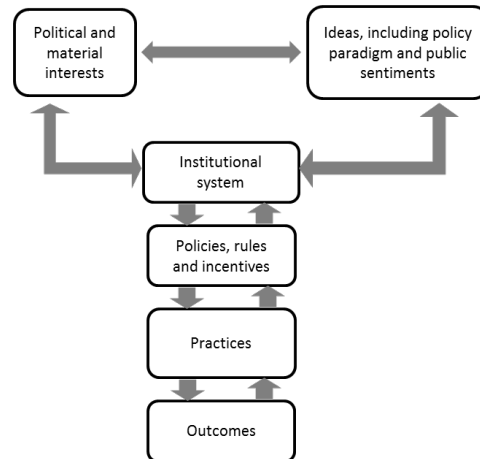 Political and
material
interests
Ideas, including policy
paradigm and public
sentiments
Institutional
system
Policies, rules
and incentives
Practices
Outcomes